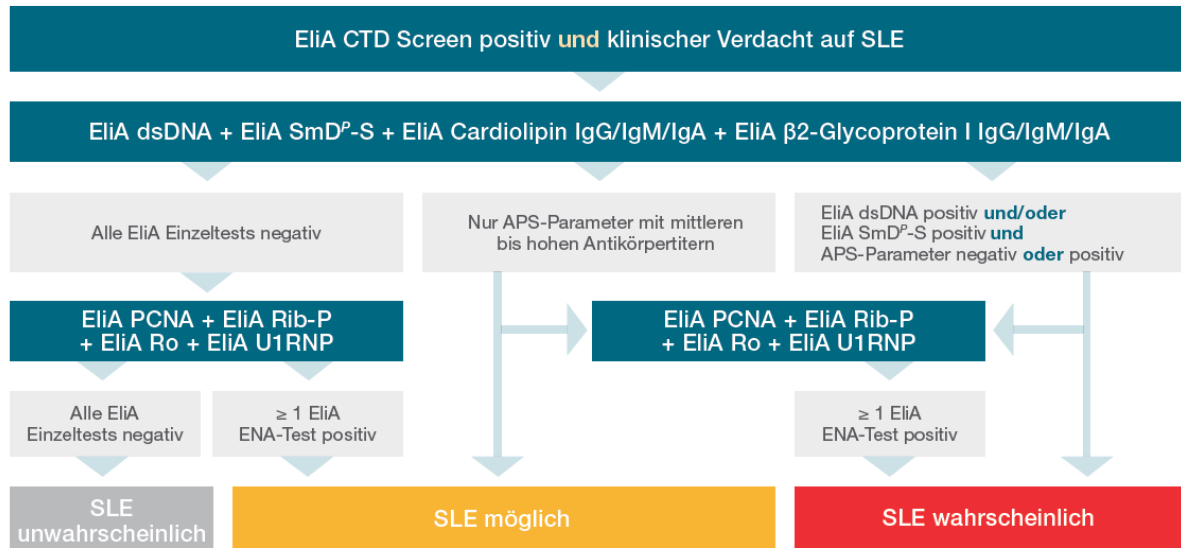 EliA CTD Screen positiv und klinischer Verdacht auf SLE
EliA dsDNA + EliA SmDᴾ-S + EliA Cardiolipin IgG/IgM/IgA + EliA β2-Glycoprotein I IgG/IgM/IgA
Alle EliA Einzeltests negativ
Nur APS-Parameter mit mittleren
bis hohen Antikörpertitern
EliA dsDNA positiv und/oder
EliA SmDᴾ-S positiv und
APS-Parameter negativ oder positiv
EliA PCNA + EliA Rib-P
+ EliA Ro + EliA U1RNP
EliA PCNA + EliA Rib-P
+ EliA Ro + EliA U1RNP
Alle EliA
Einzeltests negativ
≥ 1 EliA
ENA-Test positiv
≥ 1 EliA
ENA-Test positiv
SLE
unwahrscheinlich
SLE möglich
SLE wahrscheinlich